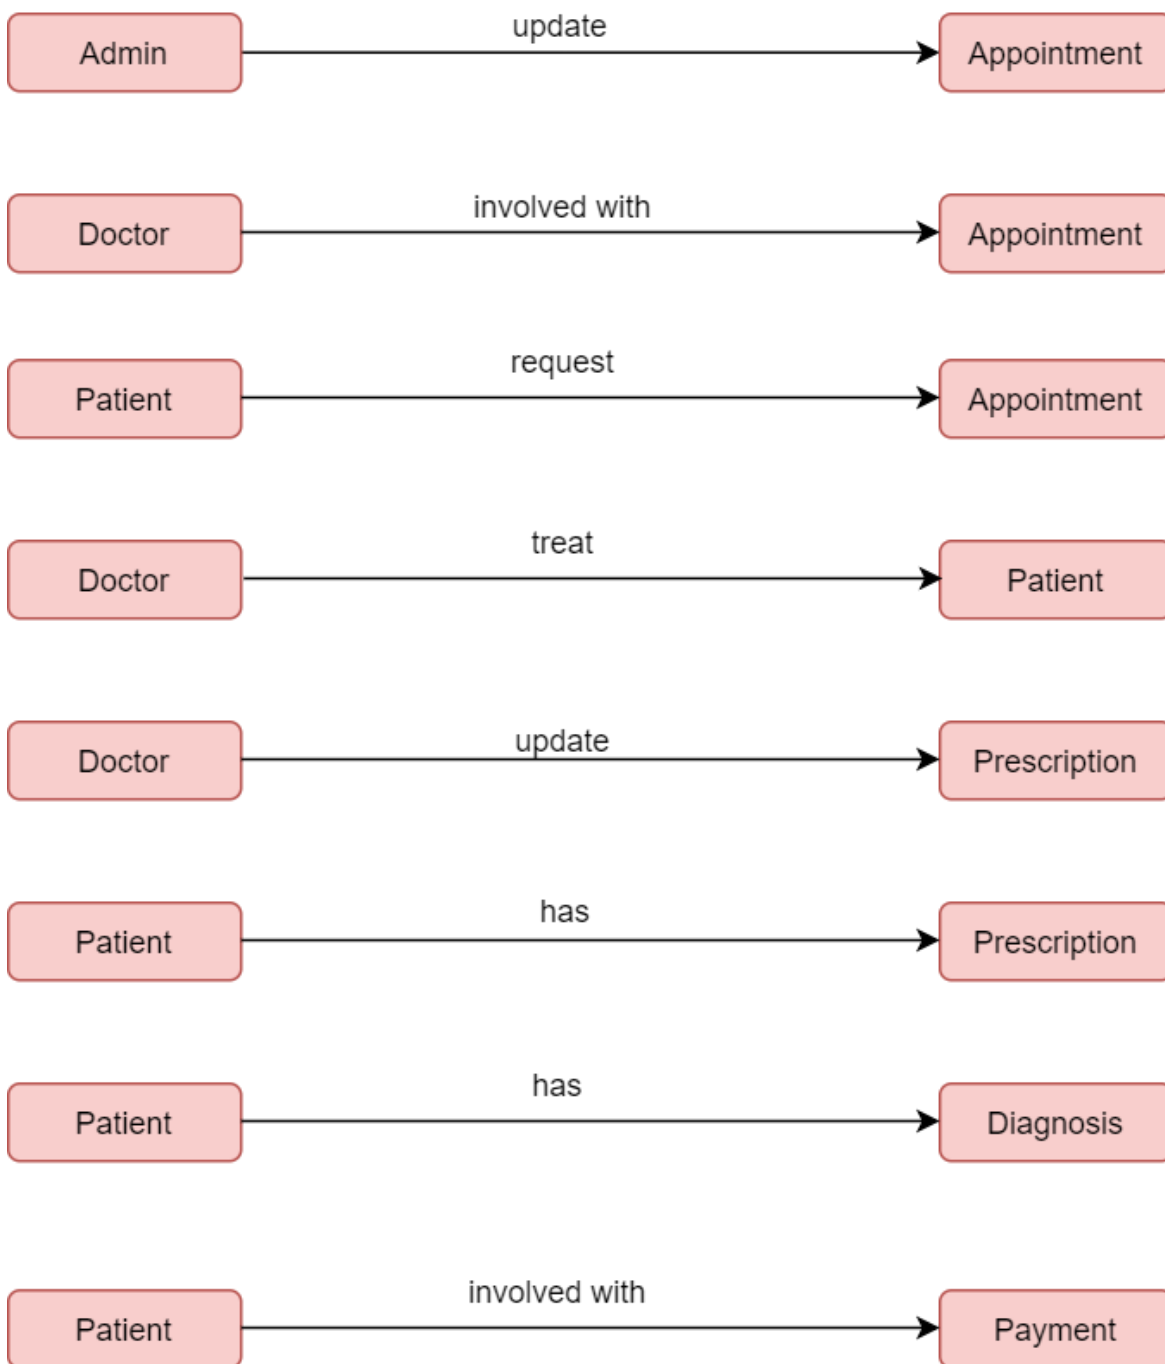 update
Admin Appointment
involved with
Doctor Appointment
request
Patient Appointment
treat
Doctor Patient
update
Doctor Prescription
has
Patient Prescription
has
Patient Diagnosis
involved with
Patient Payment